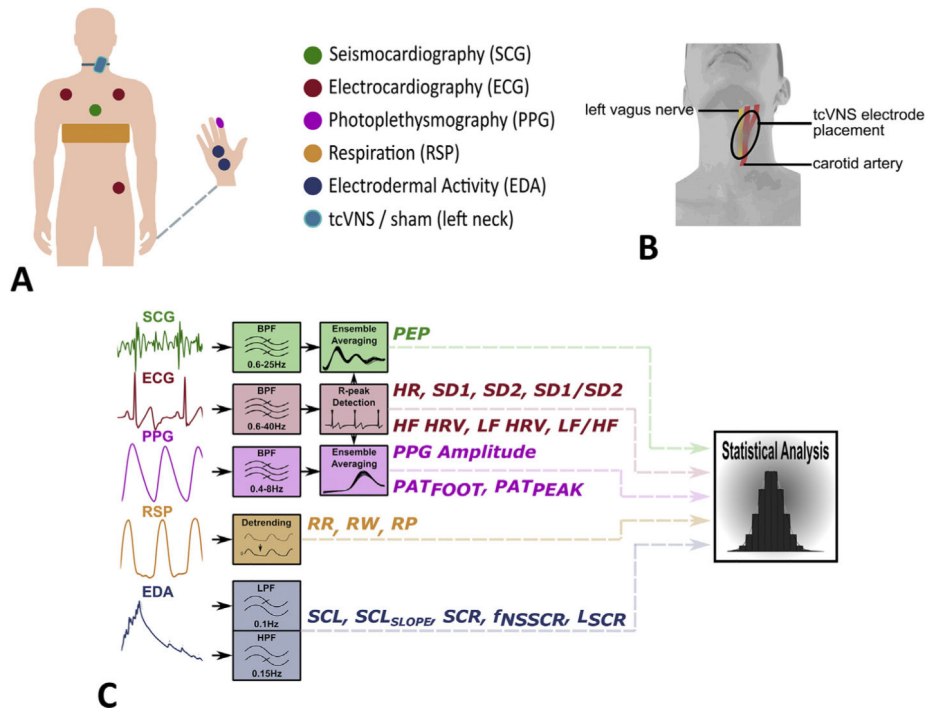 Seismocardiography (SCG)
Electrocardiography (ECG)
Photoplethysmography (PPG)
Respiration (RSP)
Electrodermal Activity (EDA)
tcVNS / sham (left neck)
A
left vagus nerve
tcVNS electrode
placement
carotid artery
B
SCG
BPF
0.6-25Hz
Ensemble
Averaging
PEP
ECG
BPF
0.6-40Hz
R-peak
Detection
HR, SD1, SD2, SD1/SD2
HF HRV, LF HRV, LF/HF
PPG
BPF
0.4-8Hz
Ensemble
Averaging
PPG Amplitude
PATFOOT, PATPEAK
RSP
Detrending
RR, RW, RP
EDA
LPF
0.1Hz
HPF
0.15Hz
SCL, SCLSLOPE, SCR, fNSSCR, LSCR
Statistical Analysis
C